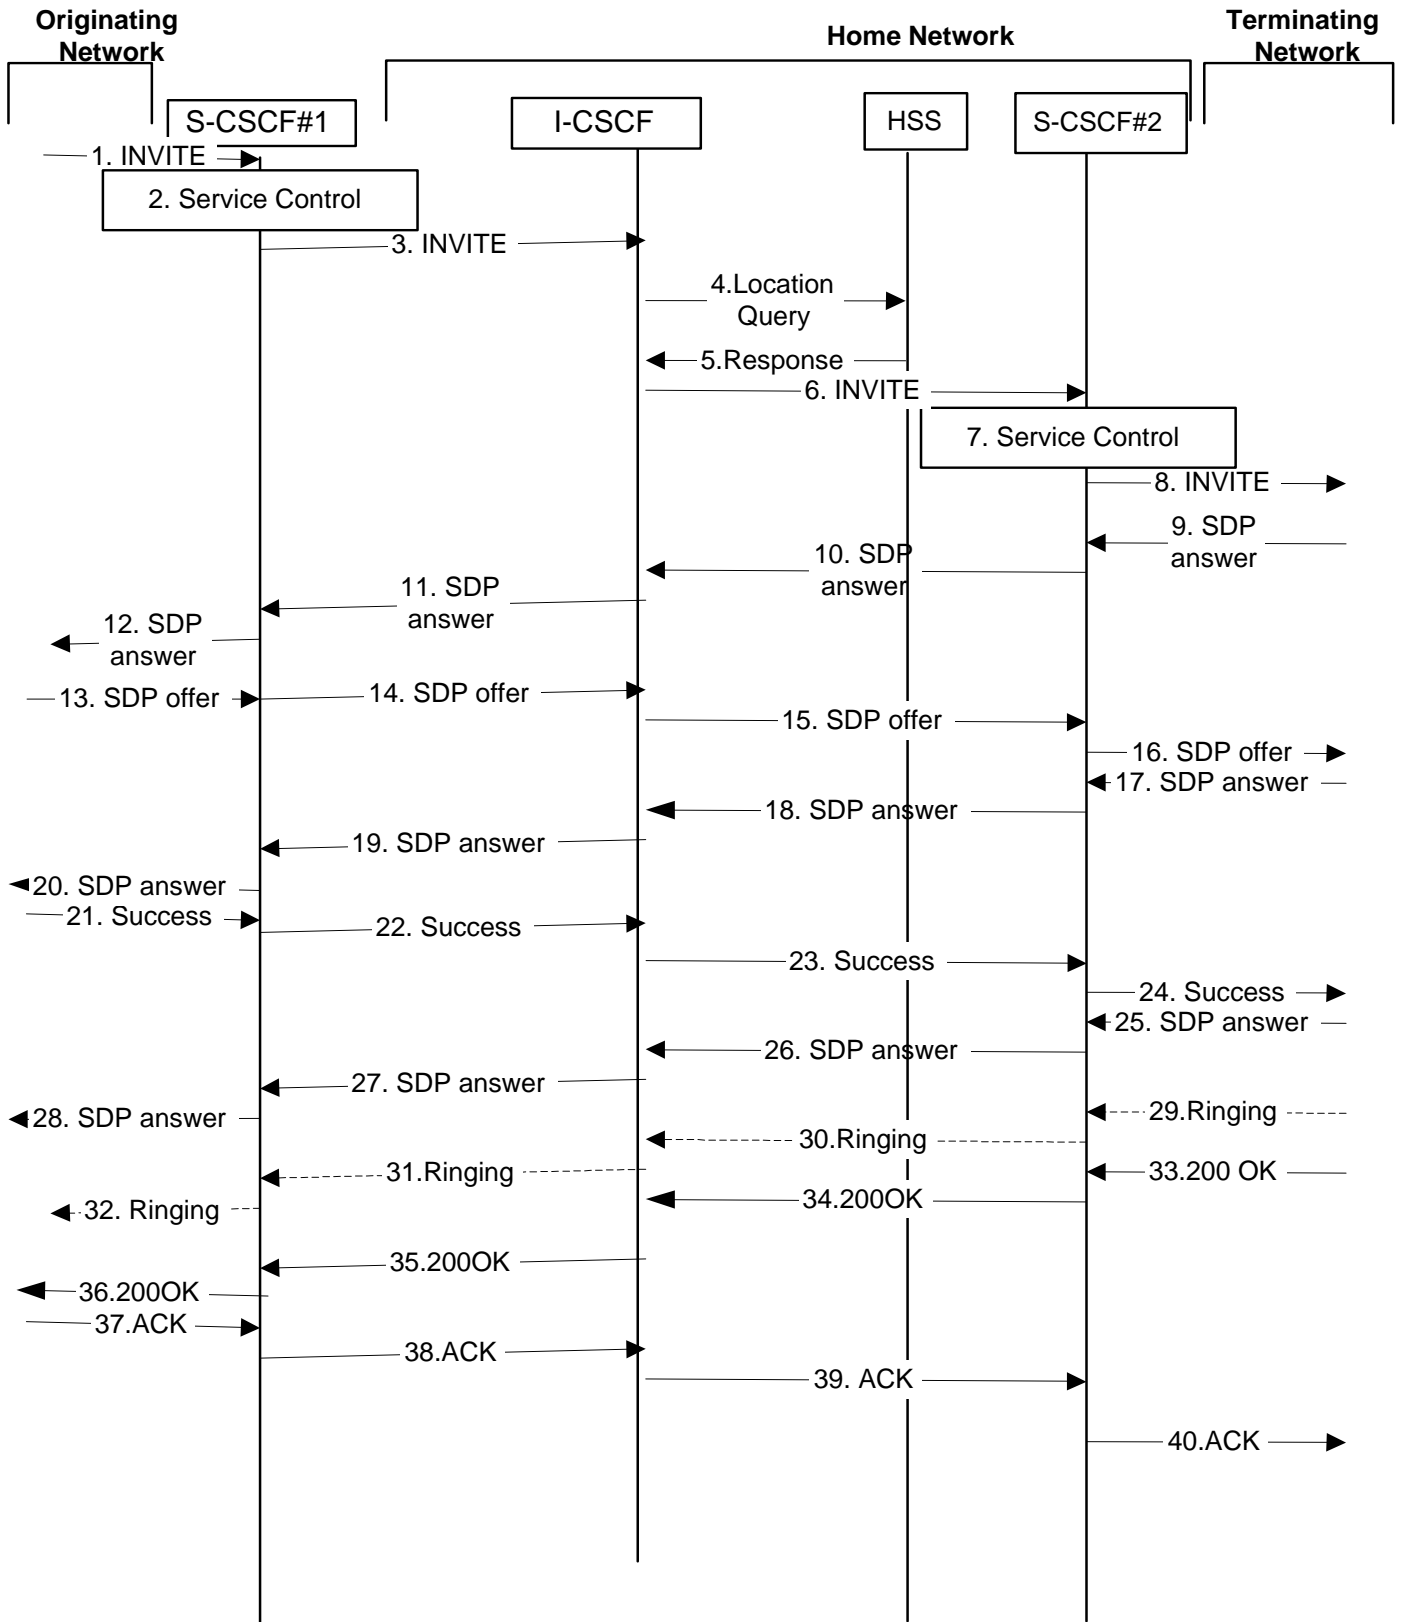 Originating
Network
Home Network
Terminating
Network
S-CSCF#1
I-CSCF
HSS
S-CSCF#2
1. INVITE
2. Service Control
3. INVITE
4.Location
Query
5.Response
6. INVITE
7. Service Control
8. INVITE
9. SDP
answer
10. SDP
answer
11. SDP
answer
12. SDP
answer
13. SDP offer
14. SDP offer
15. SDP offer
16. SDP offer
17. SDP answer
18. SDP answer
19. SDP answer
20. SDP answer
21. Success
22. Success
23. Success
24. Success
25. SDP answer
26. SDP answer
27. SDP answer
28. SDP answer
29.Ringing
30.Ringing
31.Ringing
32. Ringing
33.200 OK
34.200OK
35.200OK
36.200OK
37.ACK
38.ACK
39. ACK
40.ACK